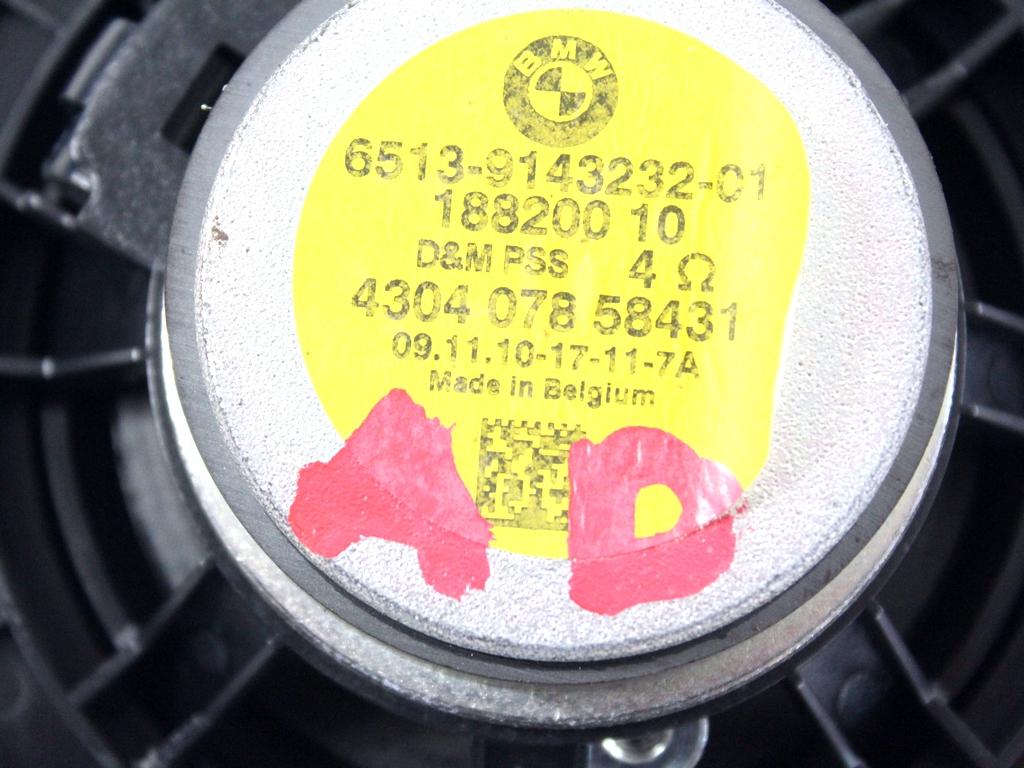 BMW
6513-9143232-01
188200 10
D&M PSS 4 Ω
4304 078 58431
09.11.10-17-11-7A
Made in Belgium
AD